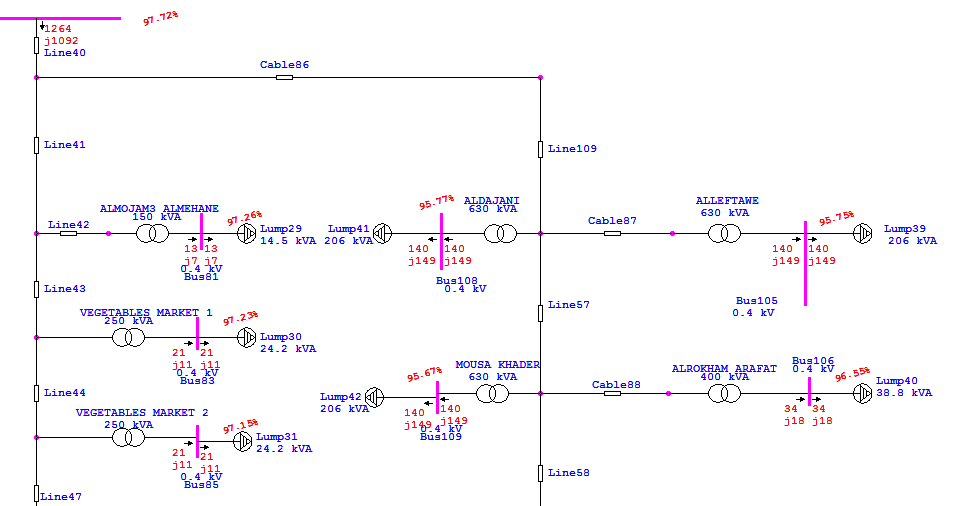 97.72%
1264
j1092
Line40
Cable86
Line41
Line109
ALMOJAM3 ALMEHANE
150 kVA
97.26%
Line42
Lump29
14.5 kVA
13 13
j7 j7
0.4 kV
Bus81
95.77%
ALDAJANI
630 kVA
Lump41
206 kVA
140 140
j149 j149
Bus108
0.4 kV
Cable87
ALLEFTAWE
630 kVA
95.75%
Lump39
206 kVA
140 140
j149 j149
Bus105
0.4 kV
Line43
Line57
VEGETABLES MARKET 1
250 kVA
97.23%
Lump30
24.2 kVA
21 21
j11 j11
0.4 kV
Bus83
MOUSA KHADER
630 kVA
95.67%
Lump42
206 kVA
140 140
j149 j149
0.4 kV
Bus109
Cable88
ALROKHAM ARAFAT
400 kVA
Bus106
0.4 kV
96.55%
Lump40
38.8 kVA
34 34
j18 j18
Line44
VEGETABLES MARKET 2
250 kVA
97.15%
Lump31
24.2 kVA
21 21
j11 j11
0.4 kV
Bus85
Line58
Line47